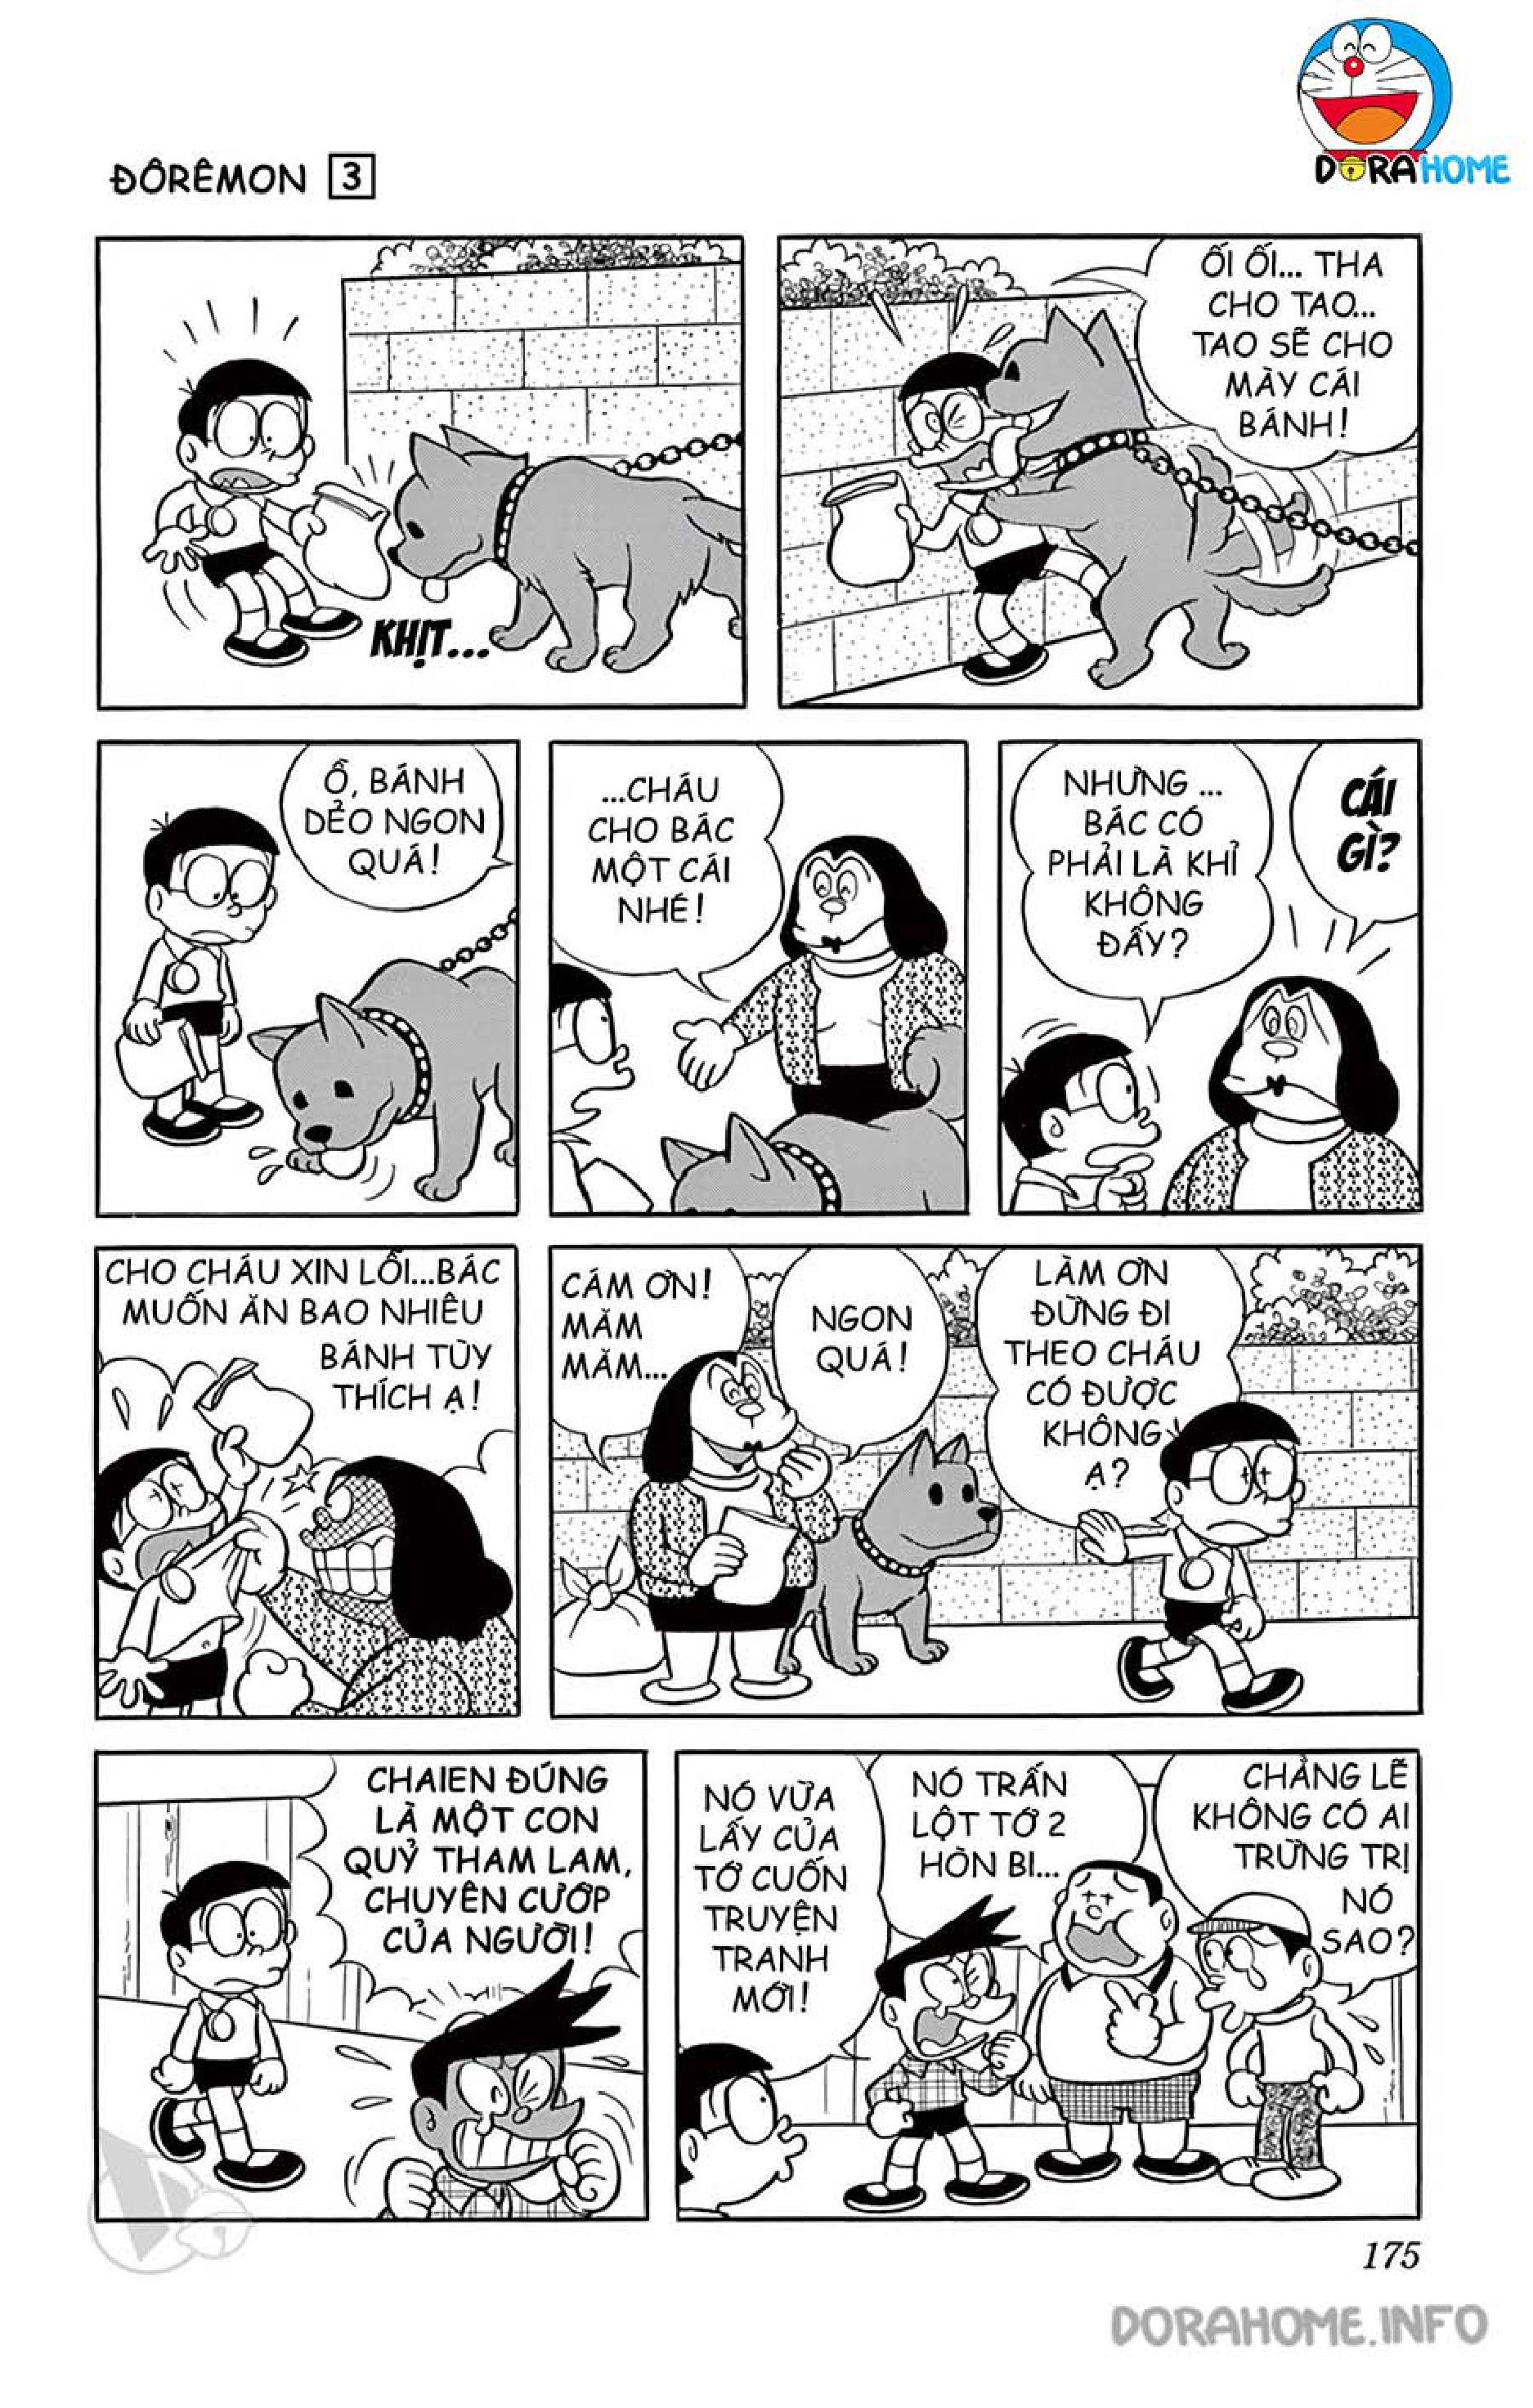 DORAHOME
ĐÔRÊMON 3
KHỊT...
ỐI ỐI... THA
CHO TAO...
TAO SẼ CHO
MÀY CÁI
BÁNH!
Ồ, BÁNH
DẺO NGON
QUÁ!
...CHÁU
CHO BÁC
MỘT CÁI
NHÉ!
NHƯNG ...
BÁC CÓ
PHẢI LÀ KHỈ
KHÔNG
ĐẤY?
CÁI
GÌ?
CHO CHÁU XIN LỖI...BÁC
MUỐN ĂN BAO NHIÊU
BÁNH TÙY
THÍCH Ạ!
CÁM ƠN!
MĂM
MĂM...
NGON
QUÁ!
LÀM ƠN
ĐỪNG ĐI
THEO CHÁU
CÓ ĐƯỢC
KHÔNG
Ạ?
CHAIEN ĐÚNG
LÀ MỘT CON
QUỶ THAM LAM,
CHUYÊN CƯỚP
CỦA NGƯỜI!
NÓ VỪA
LẤY CỦA
TỚ CUỐN
TRUYỆN
TRANH
MỚI!
NÓ TRẤN
LỘT TỚ 2
HÒN BI...
CHẲNG LẼ
KHÔNG CÓ AI
TRỪNG TRỊ
NÓ
SAO?
175
DORAHOME.INFO